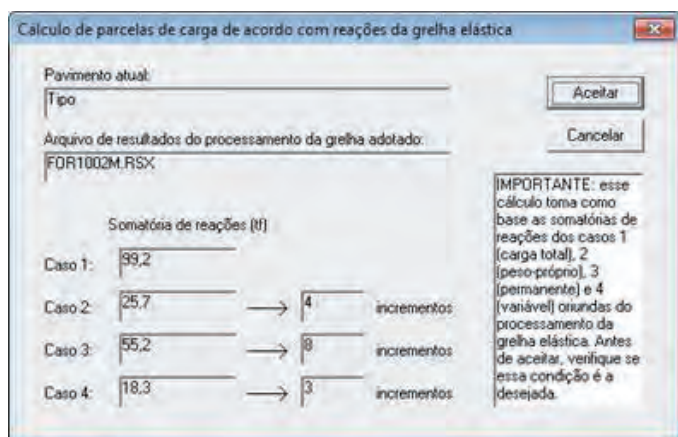 Cálculo de parcelas de carga de acordo com reações da grelha elástica
Pavimento atual:
Tipo
Aceitar
Arquivo de resultados do processamento da grelha adotado:
FOR1002M.RSX
Cancelar
Somatória de reações (tf)
Caso 1: 99,2
Caso 2: 25,7 → 4 incrementos
Caso 3: 55,2 → 8 incrementos
Caso 4: 18,3 → 3 incrementos
IMPORTANTE: esse
cálculo toma como
base as somatórias de
reações dos casos 1
(carga total), 2
(peso-próprio), 3
(permanente) e 4
(variável) oriundas do
processamento da
grelha elástica. Antes
de aceitar, verifique se
essa condição é a
desejada.